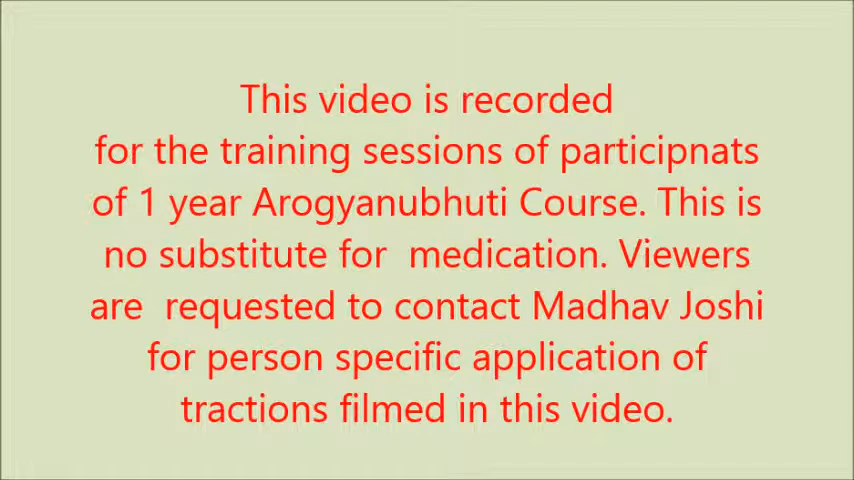 This video is recorded
for the training sessions of participnats
of 1 year Arogyanubhuti Course. This is
no substitute for  medication. Viewers
are  requested to contact Madhav Joshi
for person specific application of
tractions filmed in this video.